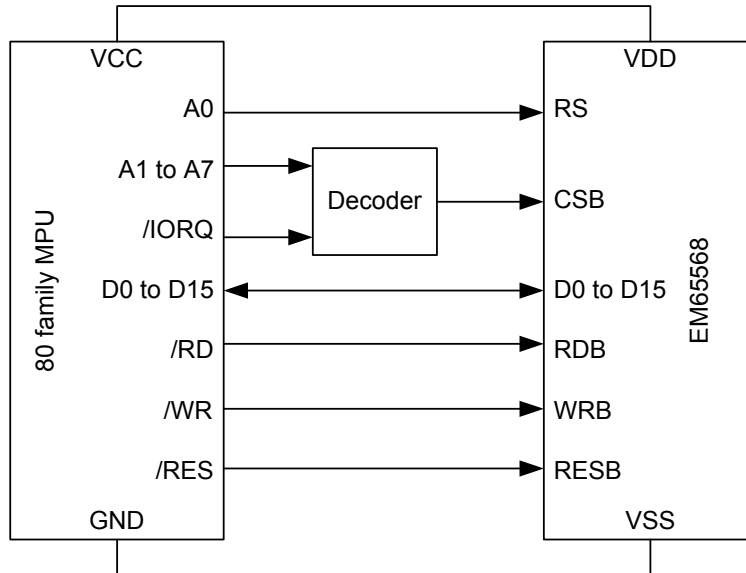 VCC
VDD
A0
RS
A1 to A7
Decoder
CSB
/IORQ
D0 to D15
D0 to D15
/RD
RDB
/WR
WRB
/RES
RESB
GND
VSS
80 family MPU
EM65568